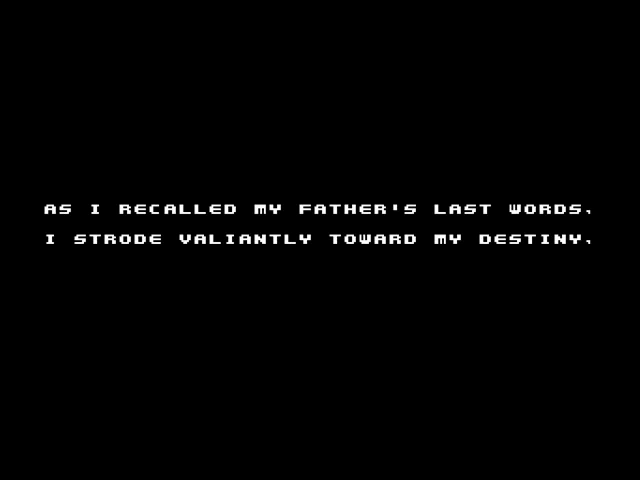 AS I RECALLED MY FATHER'S LAST WORDS,
I STRODE VALIANTLY TOWARD MY DESTINY,